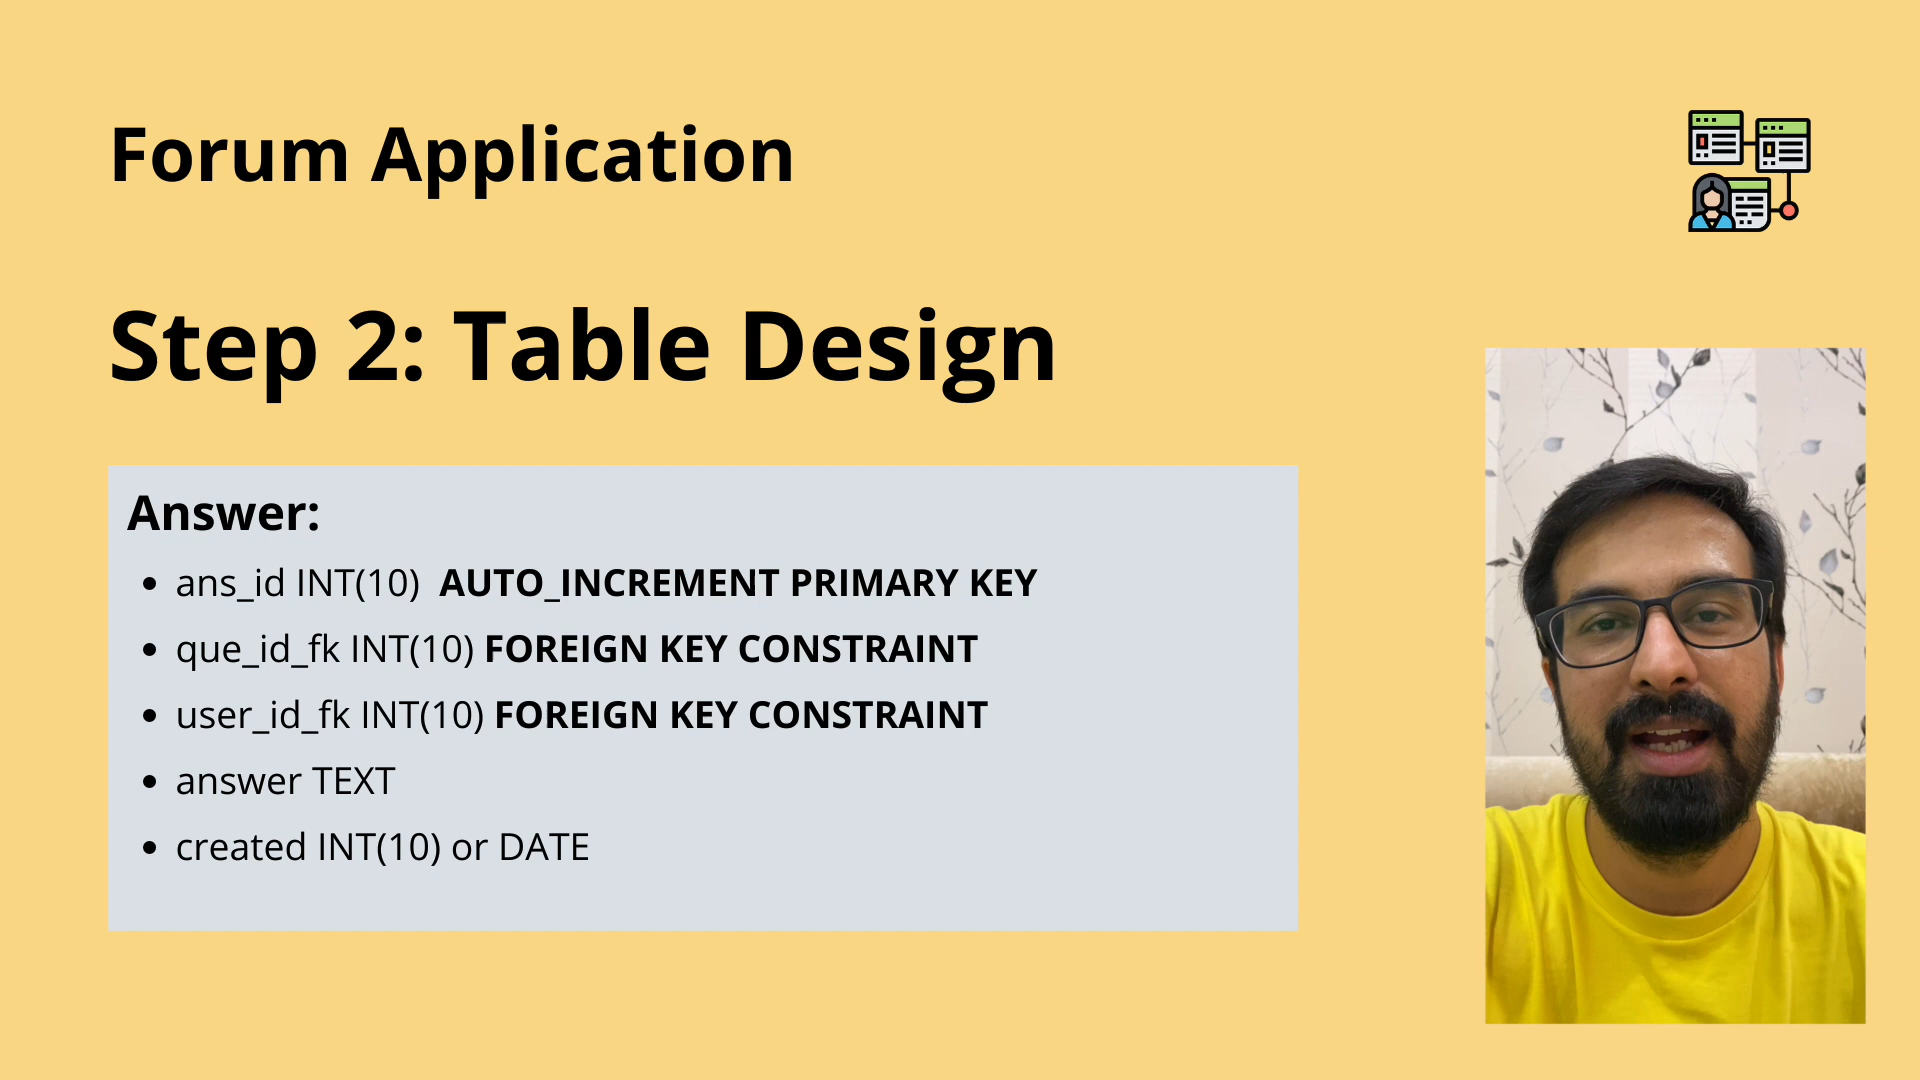 Forum Application
Step 2: Table Design
Answer:
• ans_id INT(10)  AUTO_INCREMENT PRIMARY KEY
• que_id_fk INT(10) FOREIGN KEY CONSTRAINT
• user_id_fk INT(10) FOREIGN KEY CONSTRAINT
• answer TEXT
• created INT(10) or DATE